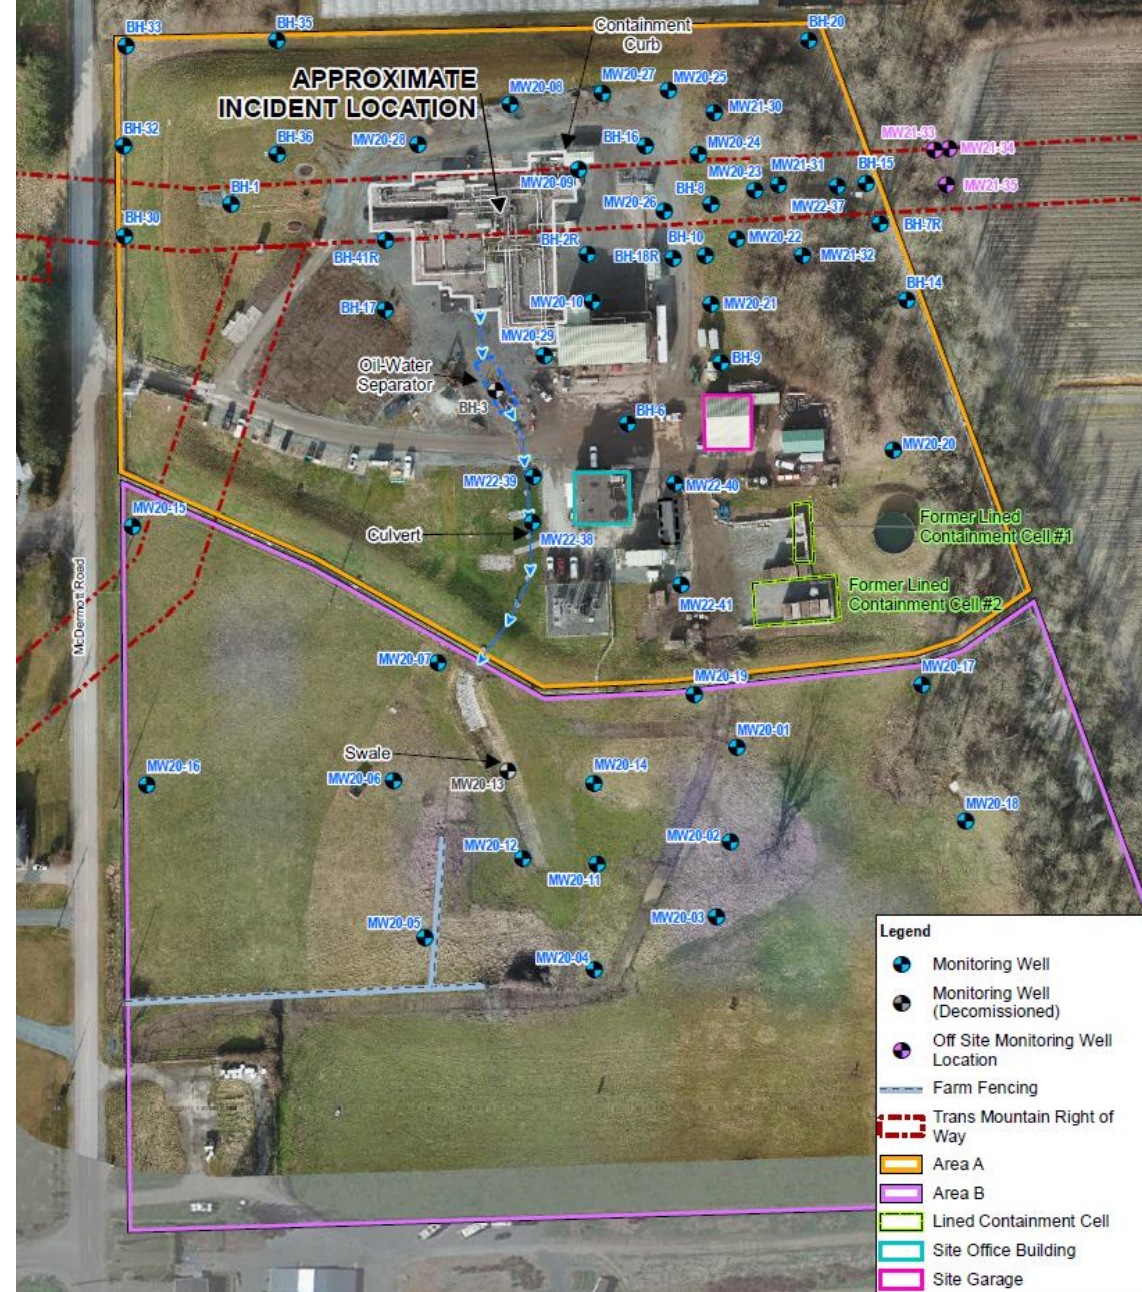 BH-33
BH-35
Containment
Curb
BH-20
APPROXIMATE
INCIDENT LOCATION
MW20-08
MW20-27
MW20-25
MW21-30
BH-32
BH-36
MW20-28
BH-16
MW20-24
MW21-33
MW21-34
MW20-09
MW20-23
MW21-31
BH-15
MW21-35
BH-1
MW20-26
BH-8
MW22-37
BH-30
BH-7R
BH-41R
BH-2R
BH-18R
BH-10
MW20-22
MW21-32
BH-14
BH-17
MW20-10
MW20-21
MW20-29
Oil-Water
Separator
BH-9
BH-3
BH-6
MW20-20
MW22-39
MW22-40
MW20-15
Culvert
MW22-38
Former Lined
Containment Cell #1
McDermott Road
Former Lined
Containment Cell #2
MW22-41
MW20-07
MW20-19
MW20-17
MW20-01
Swale
MW20-16
MW20-06
MW20-13
MW20-14
MW20-18
MW20-02
MW20-12
MW20-11
MW20-05
MW20-03
MW20-04
Legend
Monitoring Well
Monitoring Well
(Decomissioned)
Off Site Monitoring Well
Location
Farm Fencing
Trans Mountain Right of
Way
Area A
Area B
Lined Containment Cell
Site Office Building
Site Garage